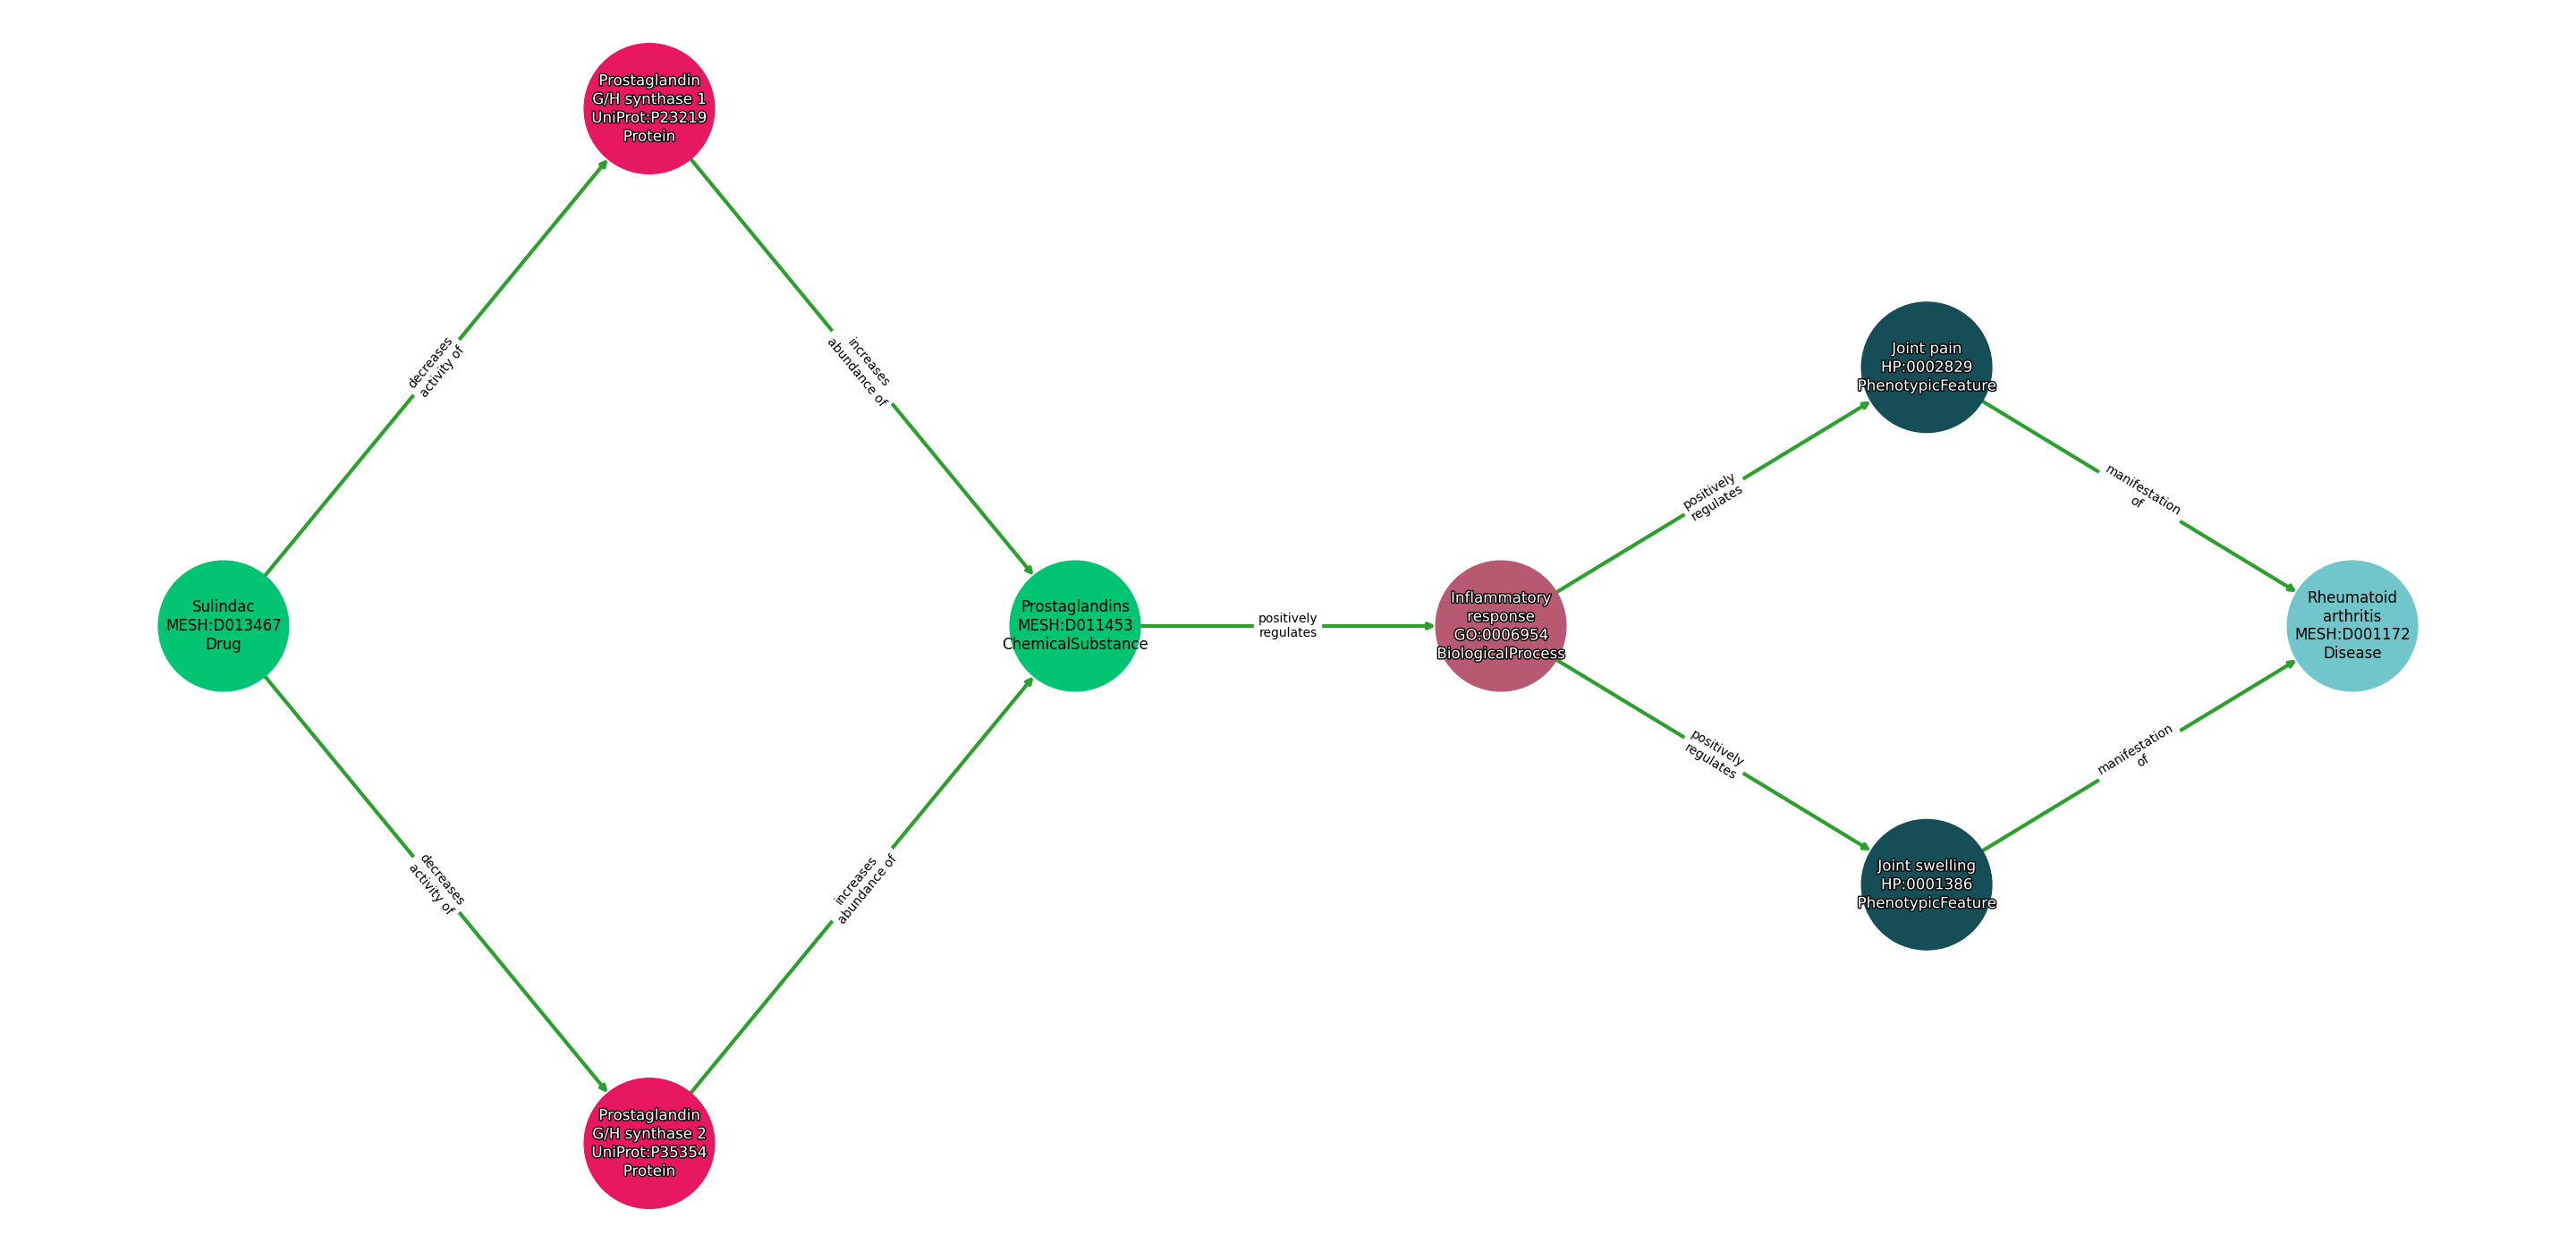 Prostaglandin
G/H synthase 1
UniProt:P23219
Protein
decreases
activity of
increases
abundance of
Joint pain
HP:0002829
PhenotypicFeature
positively
regulates
manifestation
of
Sulindac
MESH:D013467
Drug
Prostaglandins
MESH:D011453
ChemicalSubstance
positively
regulates
Inflammatory
response
GO:0006954
BiologicalProcess
Rheumatoid
arthritis
MESH:D001172
Disease
positively
regulates
manifestation
of
decreases
activity of
increases
abundance of
Joint swelling
HP:0001386
PhenotypicFeature
Prostaglandin
G/H synthase 2
UniProt:P35354
Protein